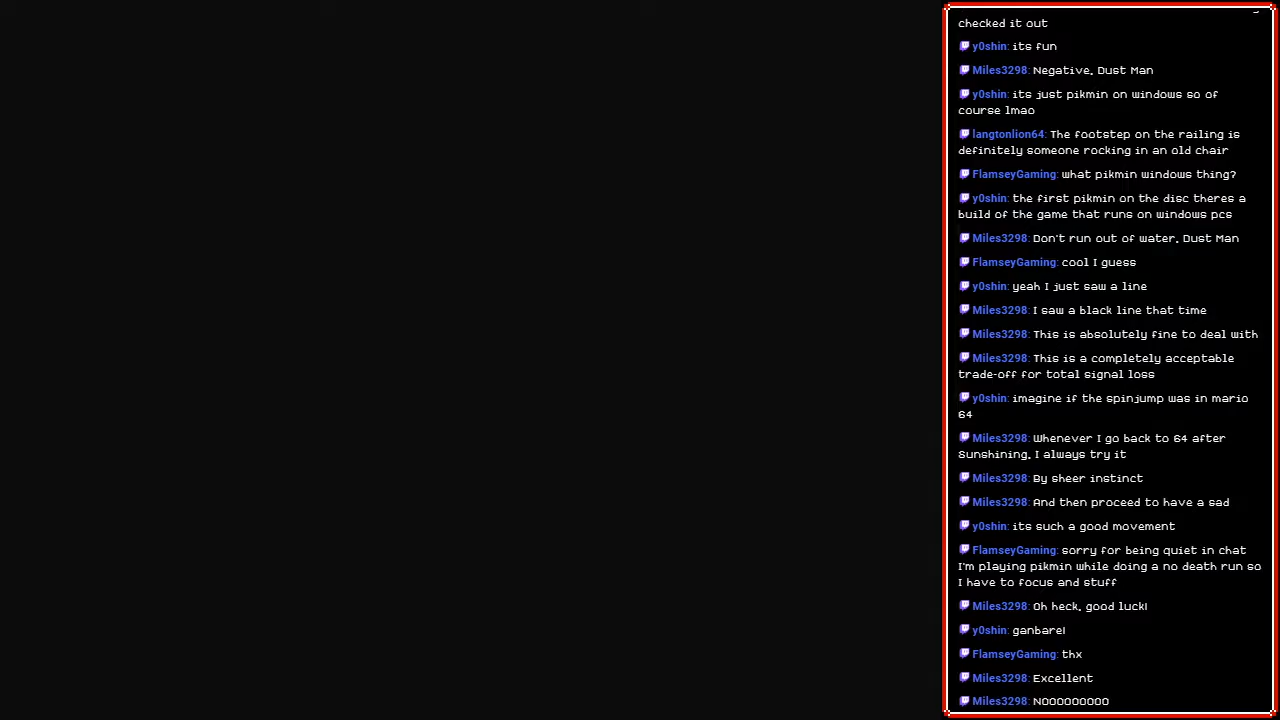 checked it out
y0shin: its fun
Miles3298: Negative, Dust Man
y0shin: its just pikmin on windows so of
course lmao
langtonlion64: The footstep on the railing is
definitely someone rocking in an old chair
FlamseyGaming: what pikmin windows thing?
y0shin: the first pikmin on the disc theres a
build of the game that runs on windows pcs
Miles3298: Don't run out of water, Dust Man
FlamseyGaming: cool I guess
y0shin: yeah I just saw a line
Miles3298: I saw a black line that time
Miles3298: This is absolutely fine to deal with
Miles3298: This is a completely acceptable
trade-off for total signal loss
y0shin: imagine if the spinjump was in mario
64
Miles3298: Whenever I go back to 64 after
Sunshining, I always try it
Miles3298: By sheer instinct
Miles3298: And then proceed to have a sad
y0shin: its such a good movement
FlamseyGaming: sorry for being quiet in chat
I'm playing pikmin while doing a no death run so
I have to focus and stuff
Miles3298: Oh heck, good luck!
y0shin: ganbare!
FlamseyGaming: thx
Miles3298: Excellent
Miles3298: NOOOOOOOOO